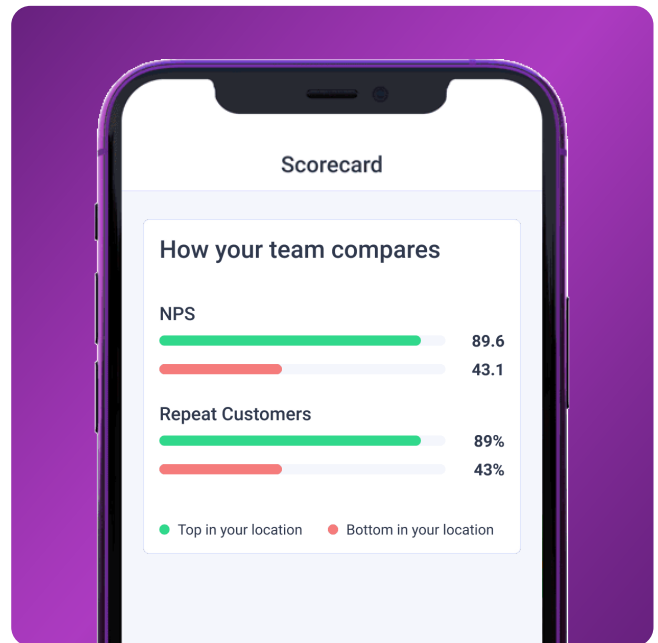 Scorecard
How your team compares
NPS
89.6
43.1
Repeat Customers
89%
43%
Top in your location Bottom in your location